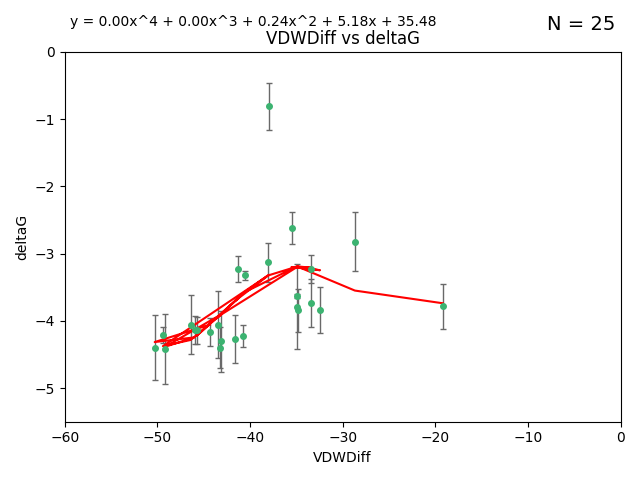 y = 0.00x^4 + 0.00x^3 + 0.24x^2 + 5.18x + 35.48
N = 25
VDWDiff vs deltaG
0
−1
−2
−3
−4
−5
deltaG
−60 −50 −40 −30 −20 −10 0
VDWDiff